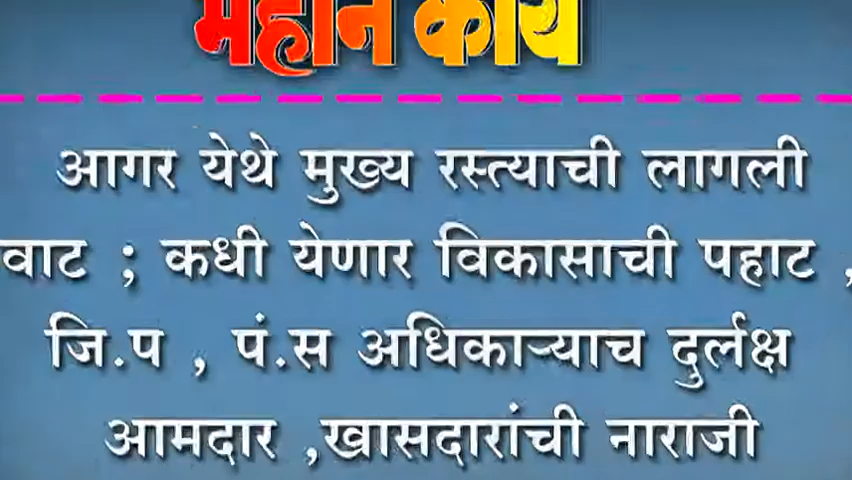 महान कार्य
आगर येथे मुख्य रस्त्याची लागली
वाट ; कधी येणार विकासाची पहाट ,
जि.प , पं.स अधिकाऱ्याच दुर्लक्ष
आमदार ,खासदारांची नाराजी